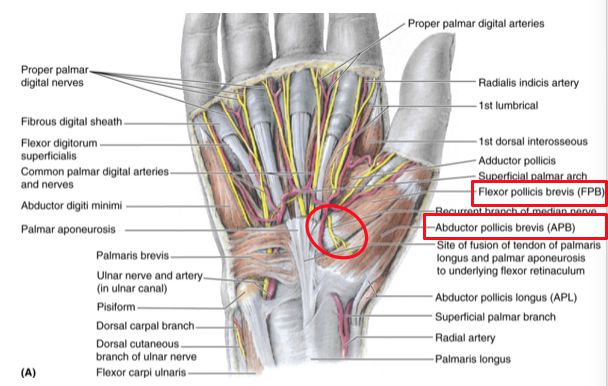 Proper palmar digital arteries
Proper palmar
digital nerves
Radialis indicis artery
1st lumbrical
Fibrous digital sheath
Flexor digitorum
superficialis
1st dorsal interosseous
Adductor pollicis
Common palmar digital arteries
and nerves
Superficial palmar arch
Flexor pollicis brevis (FPB)
Abductor digiti minimi
Recurrent branch of median nerve
Palmar aponeurosis
Abductor pollicis brevis (APB)
Site of fusion of tendon of palmaris
longus and palmar aponeurosis
to underlying flexor retinaculum
Palmaris brevis
Ulnar nerve and artery
(in ulnar canal)
Abductor pollicis longus (APL)
Pisiform
Superficial palmar branch
Dorsal carpal branch
Radial artery
Dorsal cutaneous
branch of ulnar nerve
Palmaris longus
(A)
Flexor carpi ulnaris